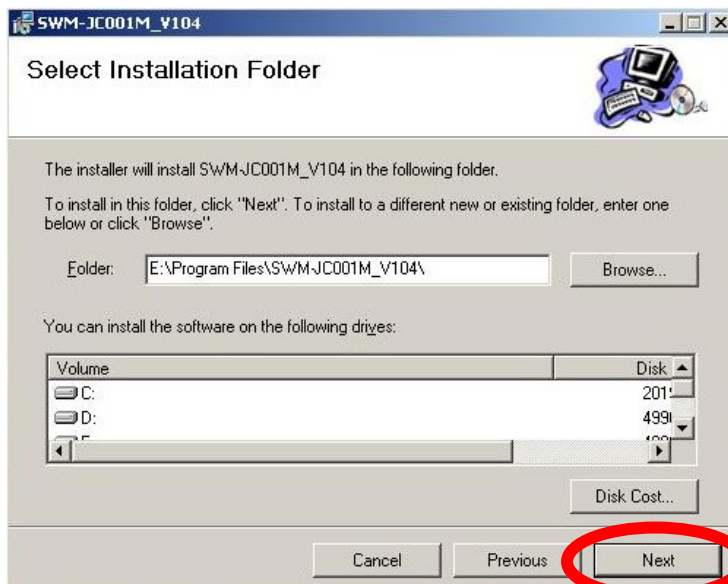 SWM-JC001M_V104
Select Installation Folder
The installer will install SWM-JC001M_V104 in the following folder.
To install in this folder, click "Next". To install to a different new or existing folder, enter one
below or click "Browse".
Folder: E:\Program Files\SWM-JC001M_V104\ Browse...
You can install the software on the following drives:
Volume Disk
C:
D:
Disk Cost...
Cancel Previous Next